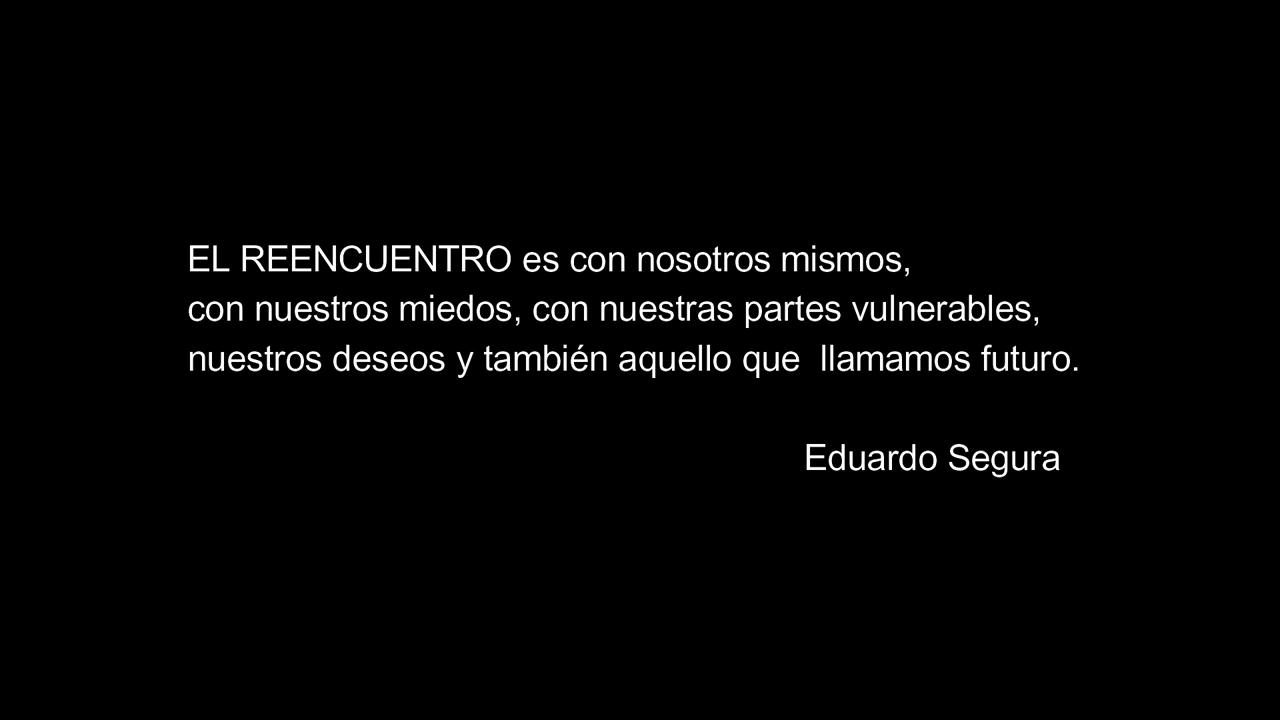 EL REENCUENTRO es con nosotros mismos,
con nuestros miedos, con nuestras partes vulnerables,
nuestros deseos y también aquello que  llamamos futuro.
Eduardo Segura